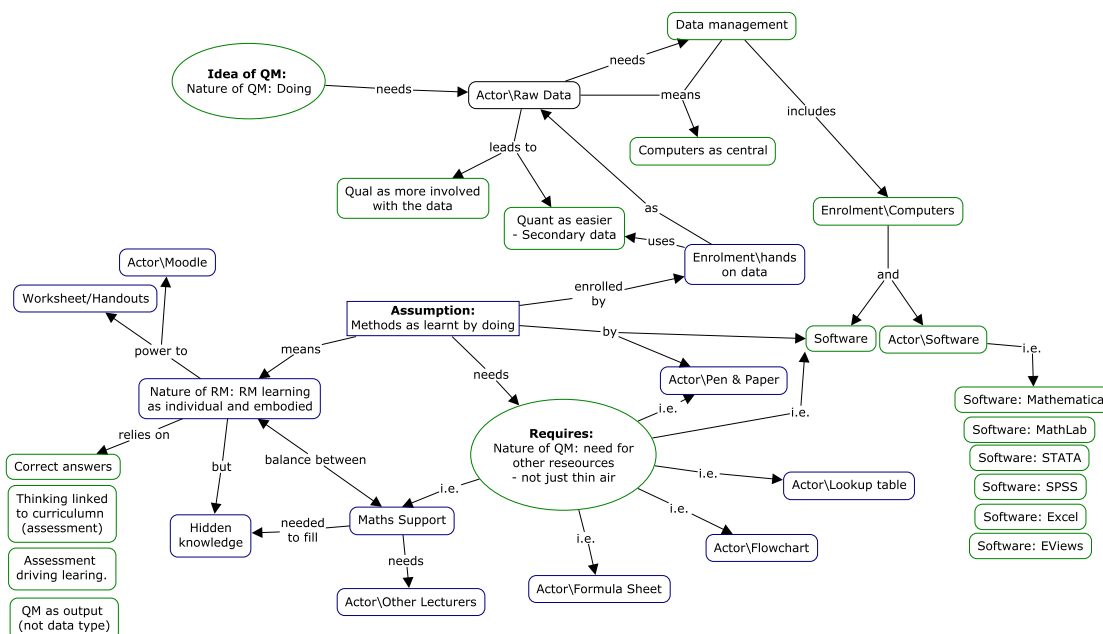 Data management
Idea of QM:
Nature of QM: Doing
needs
needs
Actor\Raw Data
means
includes
leads to
Computers as central
Qual as more involved
with the data
Quant as easier
- Secondary data
as
uses
Enrolment\Computers
Enrolment\hands
on data
and
Actor\Moodle
Worksheet/Handouts
power to
Assumption:
Methods as learnt by doing
enrolled
by
by
Software
Actor\Software
i.e.
means
needs
Nature of RM: RM learning
as individual and embodied
Actor\Pen & Paper
i.e.
i.e.
Software: Mathematica
Software: MathLab
Software: STATA
Software: SPSS
Software: Excel
Software: EViews
relies on
but
balance between
Requires:
Nature of QM: need for
other reseources
- not just thin air
i.e.
Actor\Lookup table
i.e.
Actor\Flowchart
i.e.
Actor\Formula Sheet
i.e.
Maths Support
needed
to fill
Hidden
knowledge
needs
Actor\Other Lecturers
Correct answers
Thinking linked
to curriculumn
(assessment)
Assessment
driving learing.
QM as output
(not data type)